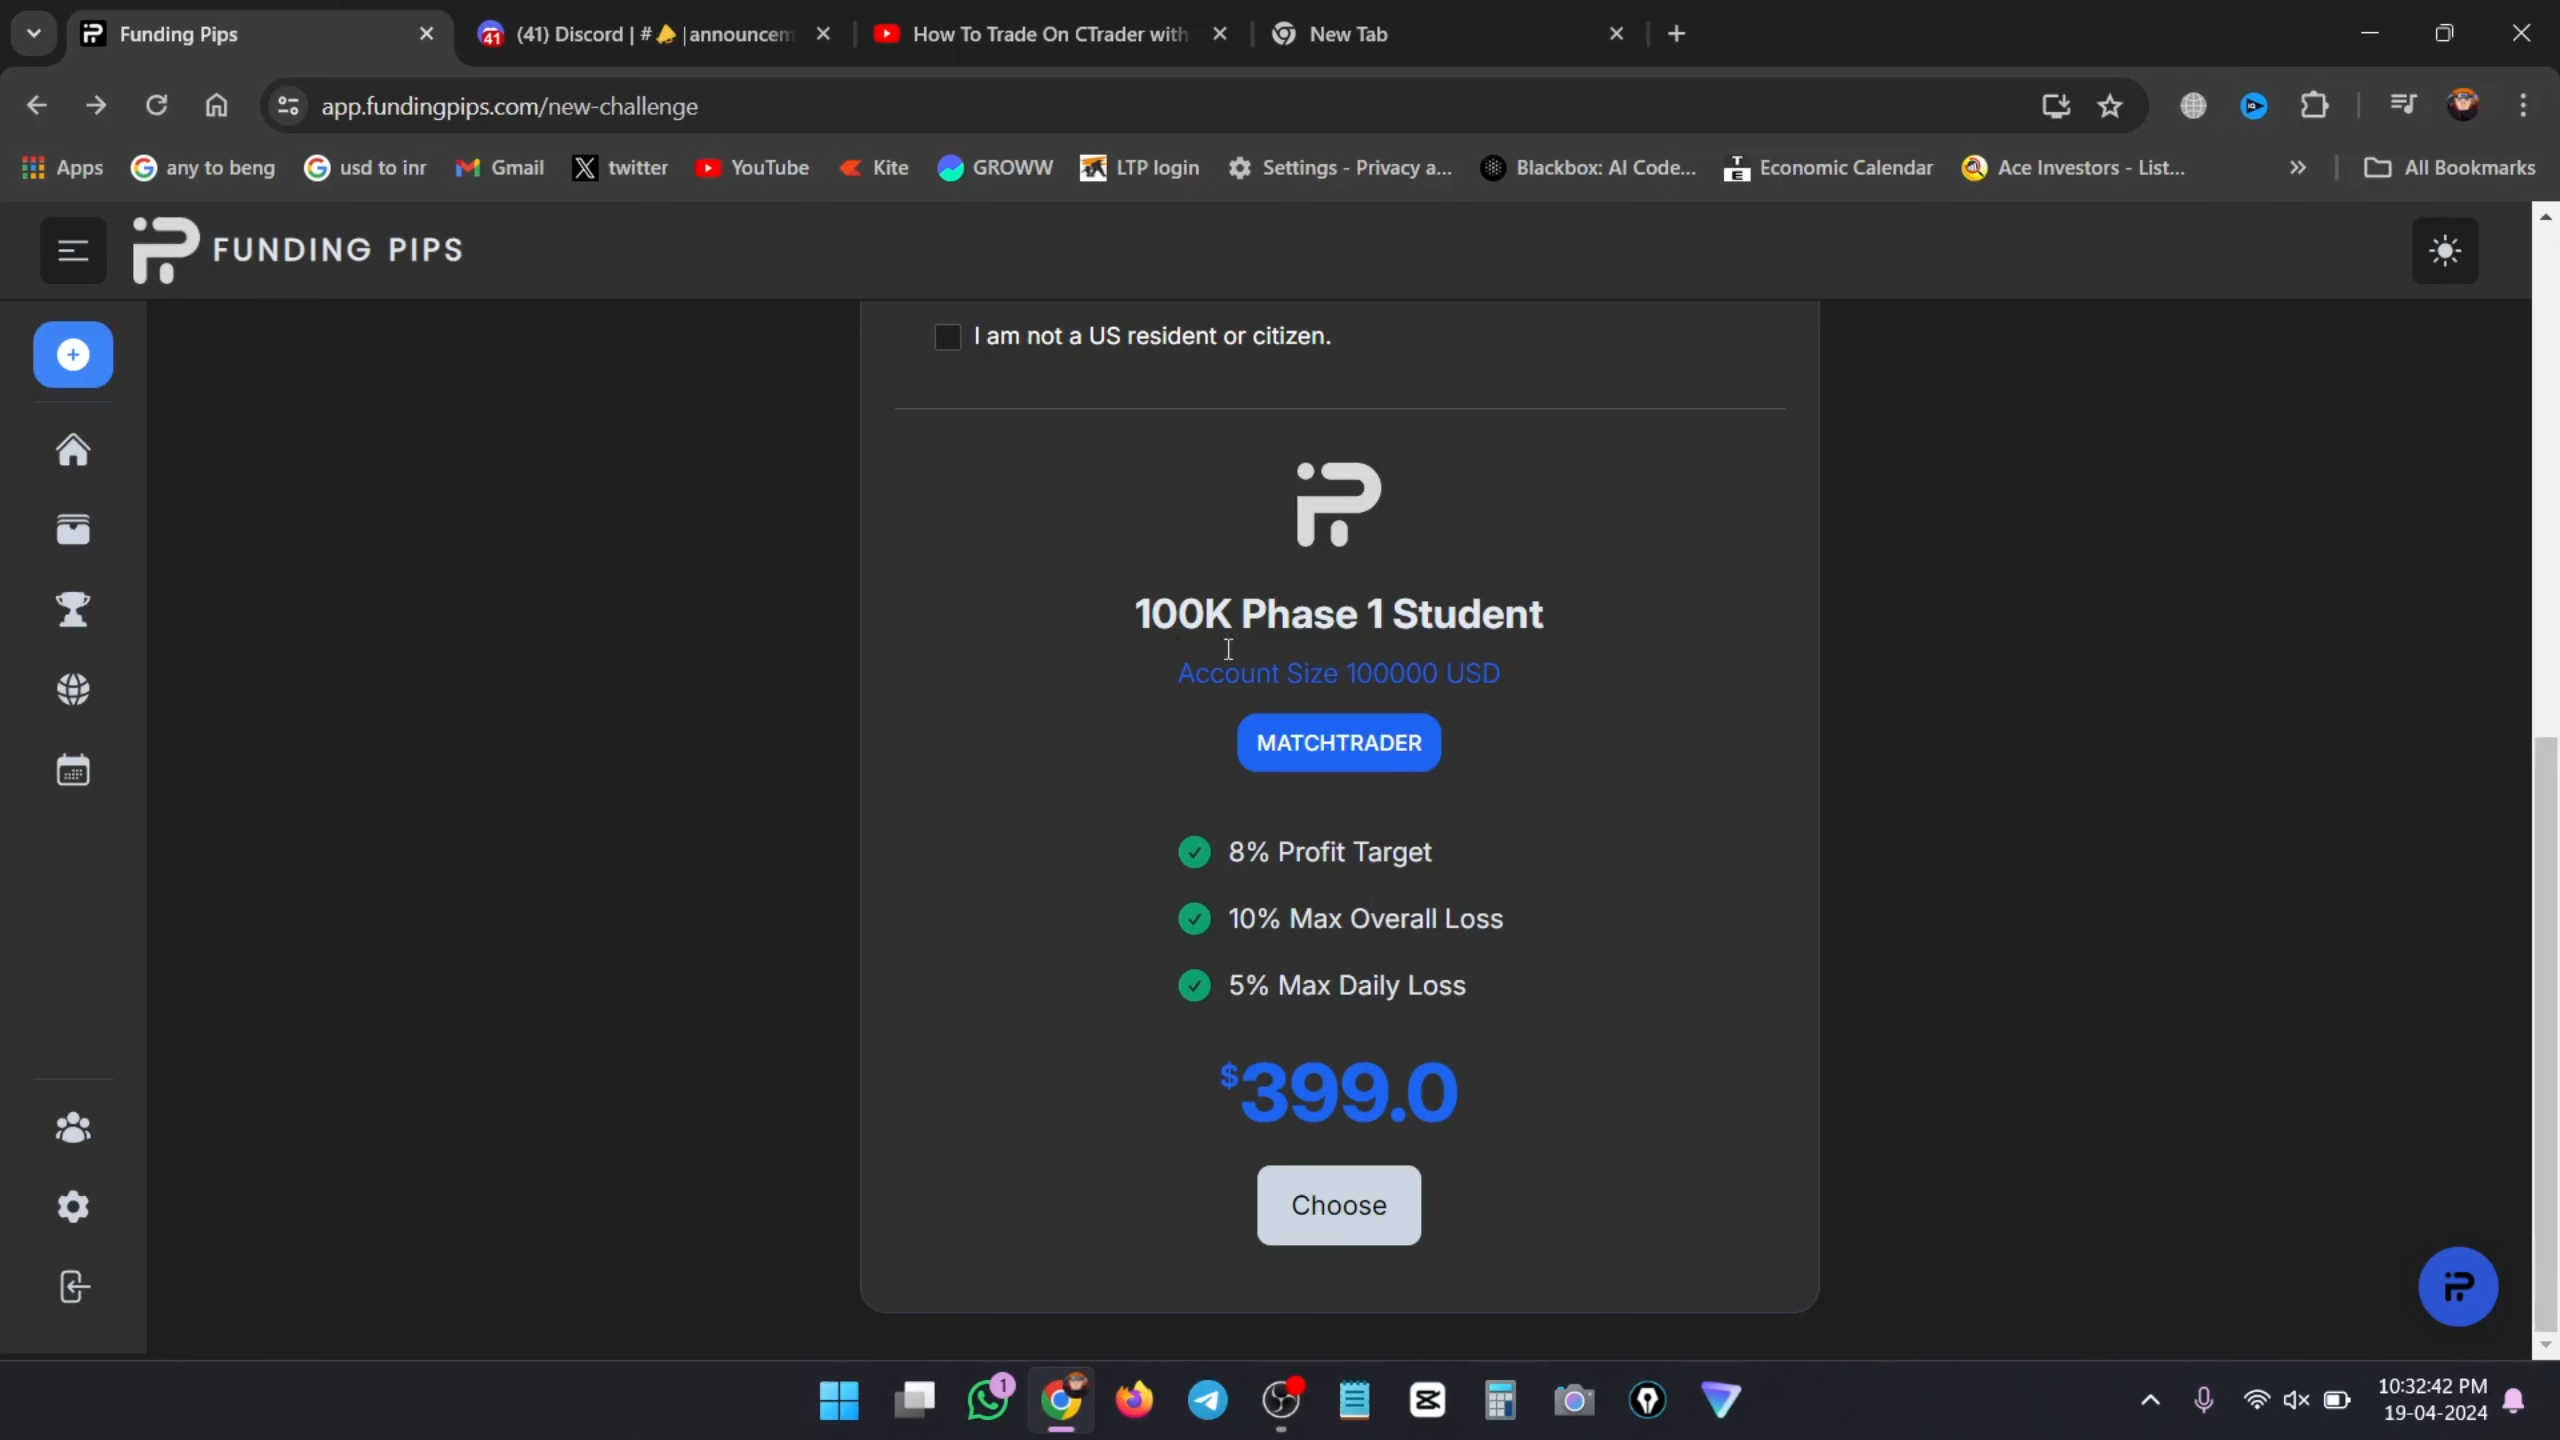 Funding Pips
(41) Discord | # | announcem
How To Trade On CTrader with
New Tab
app.fundingpips.com/new-challenge
Apps
any to beng
usd to inr
Gmail
twitter
YouTube
Kite
GROWW
LTP login
Settings - Privacy a...
Blackbox: AI Code...
Economic Calendar
Ace Investors - List...
All Bookmarks
FUNDING PIPS
I am not a US resident or citizen.
100K Phase 1 Student
Account Size 100000 USD
MATCHTRADER
8% Profit Target
10% Max Overall Loss
5% Max Daily Loss
$399.0
Choose
10:32:42 PM
19-04-2024